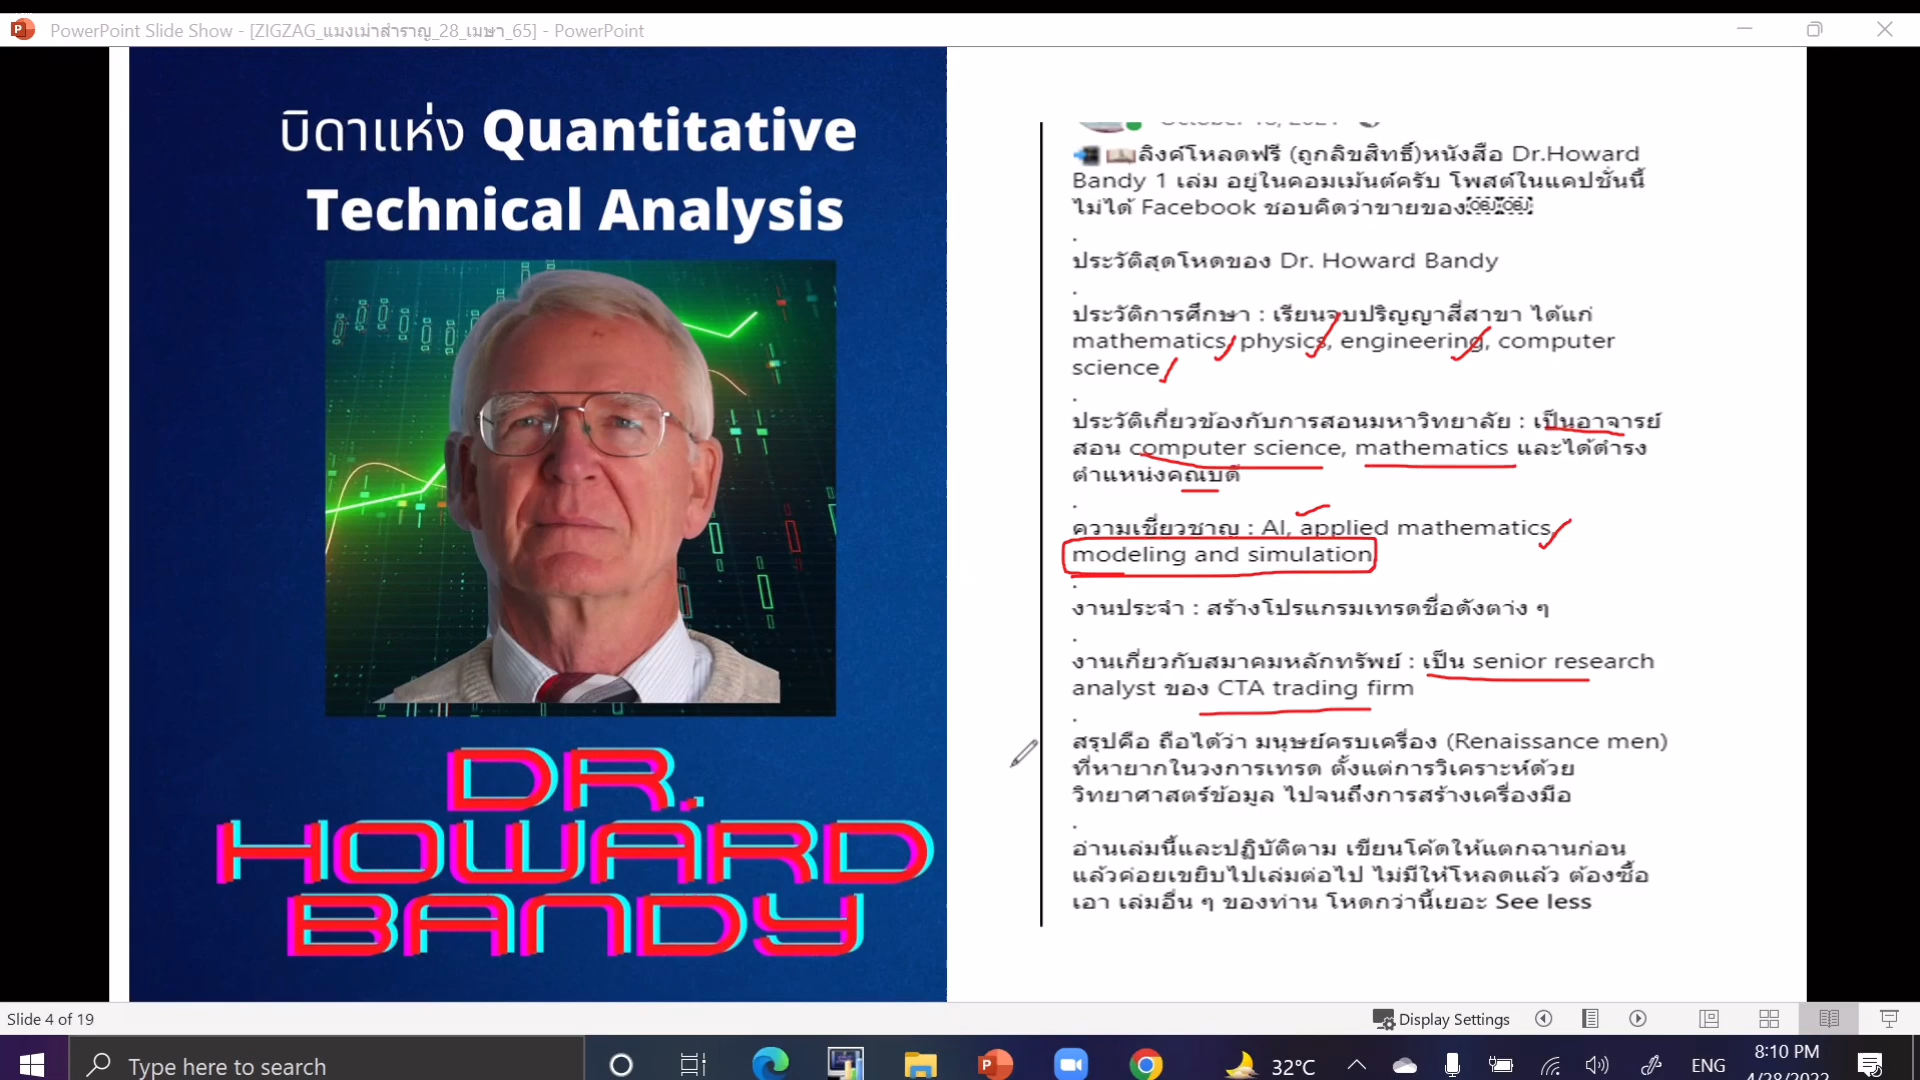 PowerPoint Slide Show - [ZIGZAG_แมงเม่าสำราญ_28_เมษา_65] - PowerPoint
บิดาแห่ง Quantitative
Technical Analysis
DR.
HOWARD
BANDY
ลิงค์โหลดฟรี (ถูกลิขสิทธิ์)หนังสือ Dr.Howard
Bandy 1 เล่ม อยู่ในคอมเม้นต์ครับ โพสต์ในแคปชั่นนี้
ไม่ได้ Facebook ชอบคิดว่าขายของ
.
ประวัติสุดโหดของ Dr. Howard Bandy
.
ประวัติการศึกษา : เรียนจบปริญญาสี่สาขา ได้แก่
mathematics, physics, engineering, computer
science
.
ประวัติเกี่ยวข้องกับการสอนมหาวิทยาลัย : เป็นอาจารย์
สอน computer science, mathematics และได้ดำรง
ตำแหน่งคณบดี
.
ความเชี่ยวชาญ : AI, applied mathematics,
modeling and simulation
.
งานประจำ : สร้างโปรแกรมเทรดชื่อดังต่าง ๆ
.
งานเกี่ยวกับสมาคมหลักทรัพย์ : เป็น senior research
analyst ของ CTA trading firm
.
สรุปคือ ถือได้ว่า มนุษย์ครบเครื่อง (Renaissance men)
ที่หายากในวงการเทรด ตั้งแต่การวิเคราะห์ด้วย
วิทยาศาสตร์ข้อมูล ไปจนถึงการสร้างเครื่องมือ
.
อ่านเล่มนี้และปฏิบัติตาม เขียนโค้ดให้แตกฉานก่อน
แล้วค่อยเขยิบไปเล่มต่อไป ไม่มีให้โหลดแล้ว ต้องซื้อ
เอา เล่มอื่น ๆ ของท่าน โหดกว่านี้เยอะ See less
Slide 4 of 19
Display Settings
Type here to search
32°C
ENG
8:10 PM
4/28/2022